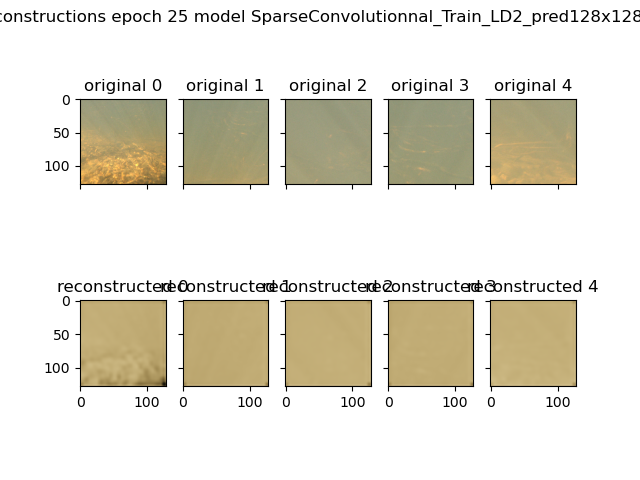 constructions epoch 25 model SparseConvolutionnal_Train_LD2_pred128x128
original 0 original 1 original 2 original 3 original 4
0
50
100
reconstructed 0 reconstructed 1 reconstructed 2 reconstructed 3 reconstructed 4
0
50
100
0 100 0 100 0 100 0 100 0 100